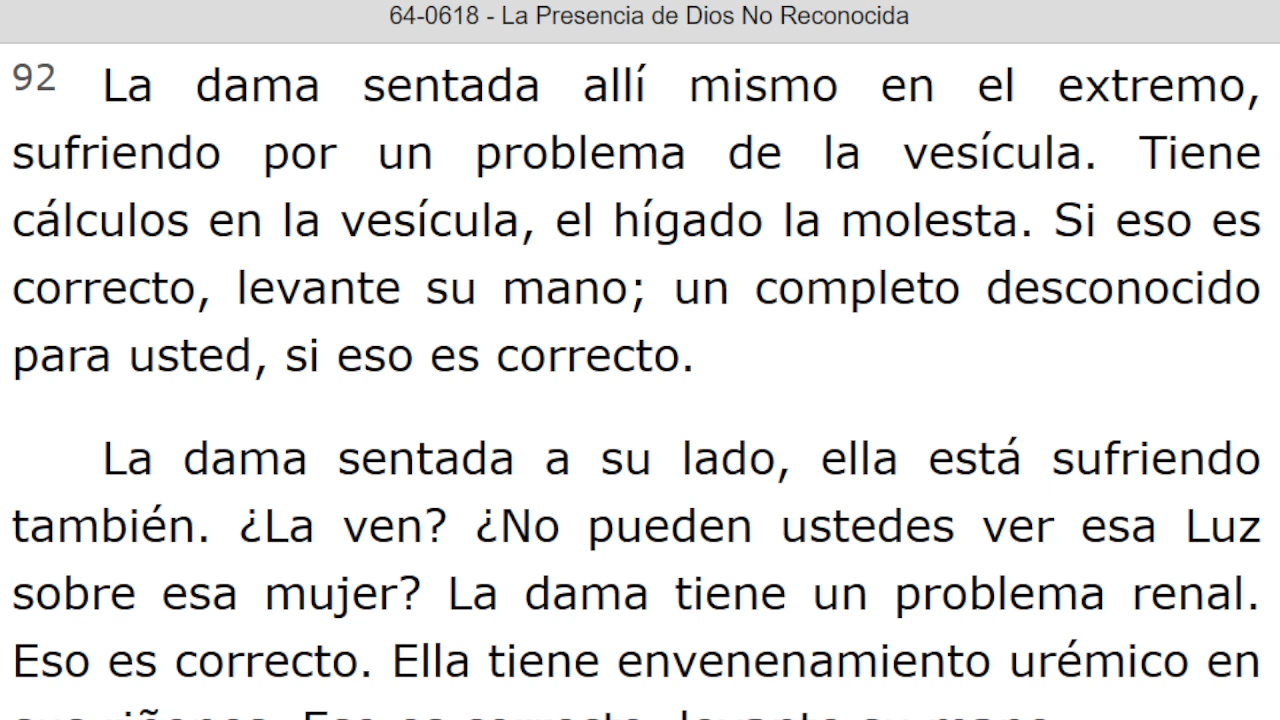 64-0618 - La Presencia de Dios No Reconocida
92 La dama sentada allí mismo en el extremo,
sufriendo por un problema de la vesícula. Tiene
cálculos en la vesícula, el hígado la molesta. Si eso es
correcto, levante su mano; un completo desconocido
para usted, si eso es correcto.
La dama sentada a su lado, ella está sufriendo
también. ¿La ven? ¿No pueden ustedes ver esa Luz
sobre esa mujer? La dama tiene un problema renal.
Eso es correcto. Ella tiene envenenamiento urémico en